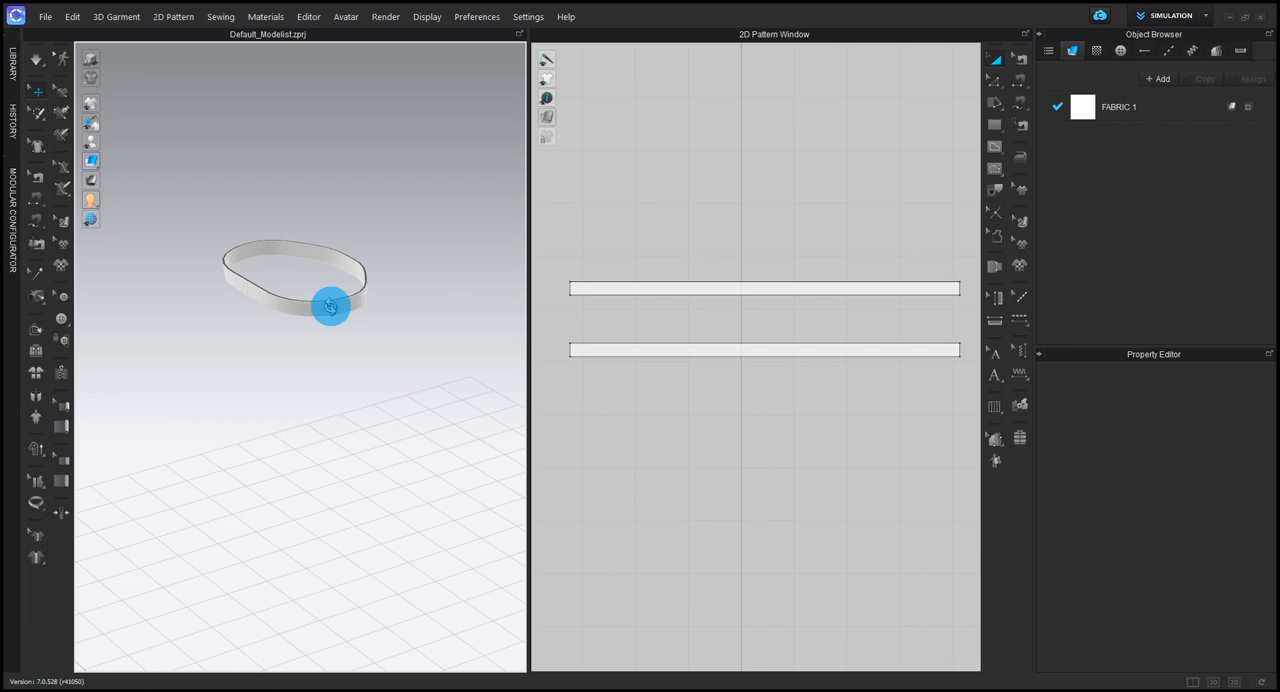 File Edit 3D Garment 2D Pattern Sewing Materials Editor Avatar Render Display Preferences Settings Help
SIMULATION
Default_Modelist.zprj
2D Pattern Window
Object Browser
LIBRARY
HISTORY
MODULAR CONFIGURATOR
+ Add
Copy
Assign
FABRIC 1
Property Editor
A
A
Version: 7.0.528 (r41050)
3D
2D